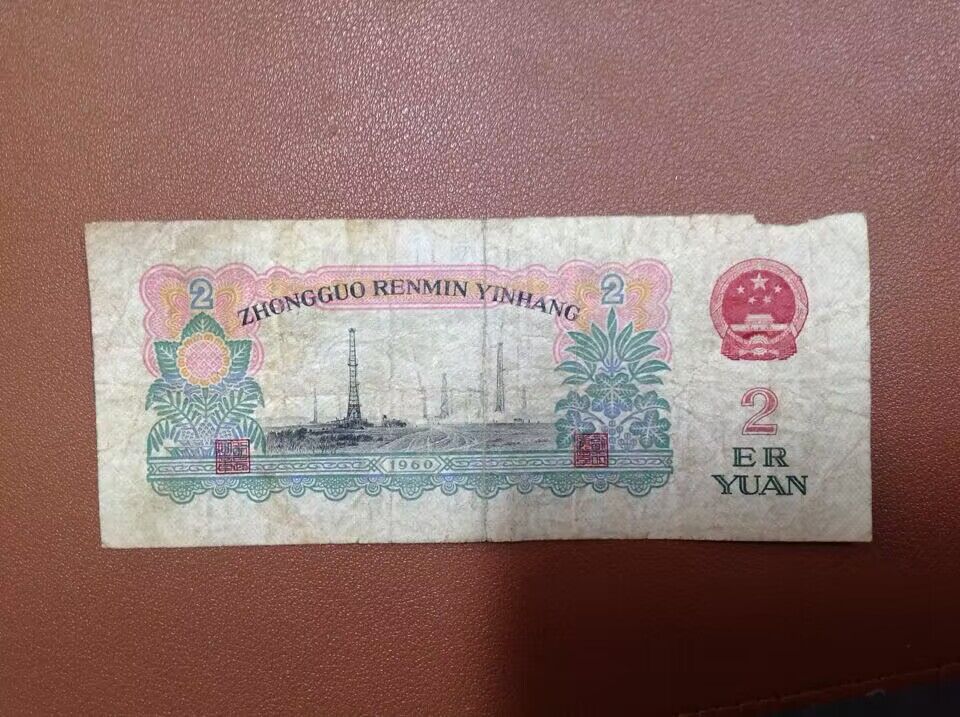 2
2
ZHONGGUO RENMIN YINHANG
1960
2
ER
YUAN